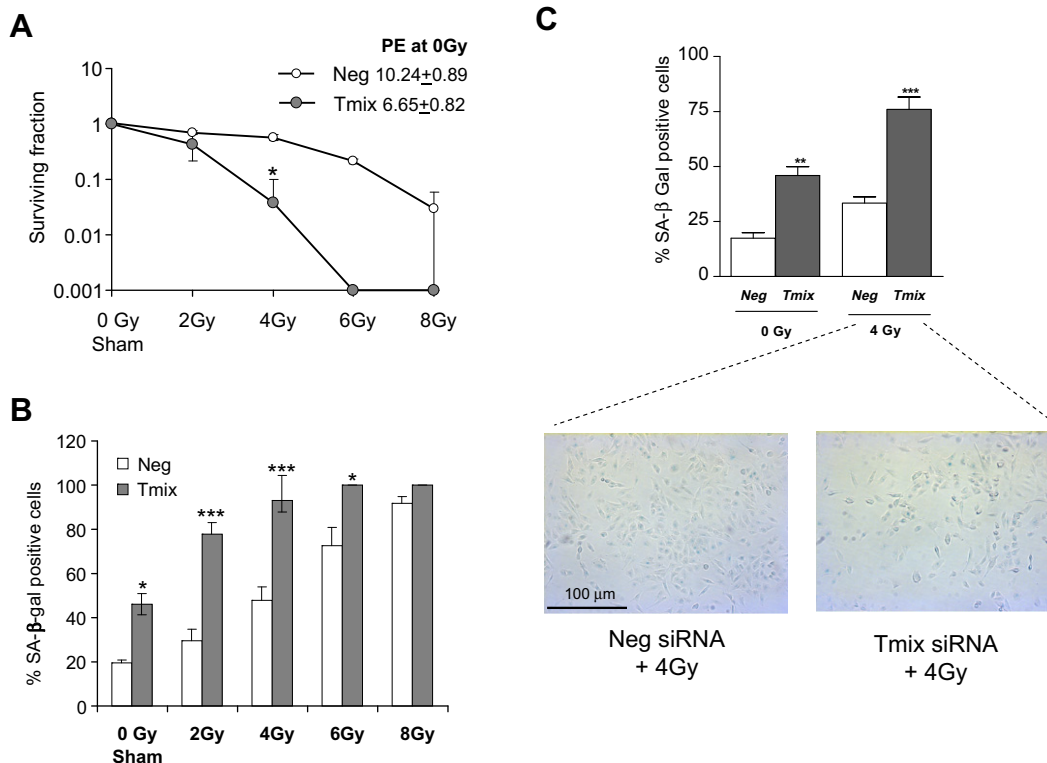 A
PE at 0Gy
Neg 10.24+0.89
Tmix 6.65+0.82
Surviving fraction
10
1
0.1
0.01
0.001
*
0 Gy
Sham
2Gy
4Gy
6Gy
8Gy
B
% SA-β-gal positive cells
120
100
80
60
40
20
0
Neg
Tmix
*
***
***
*
0 Gy
Sham
2Gy
4Gy
6Gy
8Gy
C
% SA-β Gal positive cells
100
75
50
25
0
**
***
Neg Tmix Neg Tmix
0 Gy 4 Gy
100 μm
Neg siRNA
+ 4Gy
Tmix siRNA
+ 4Gy